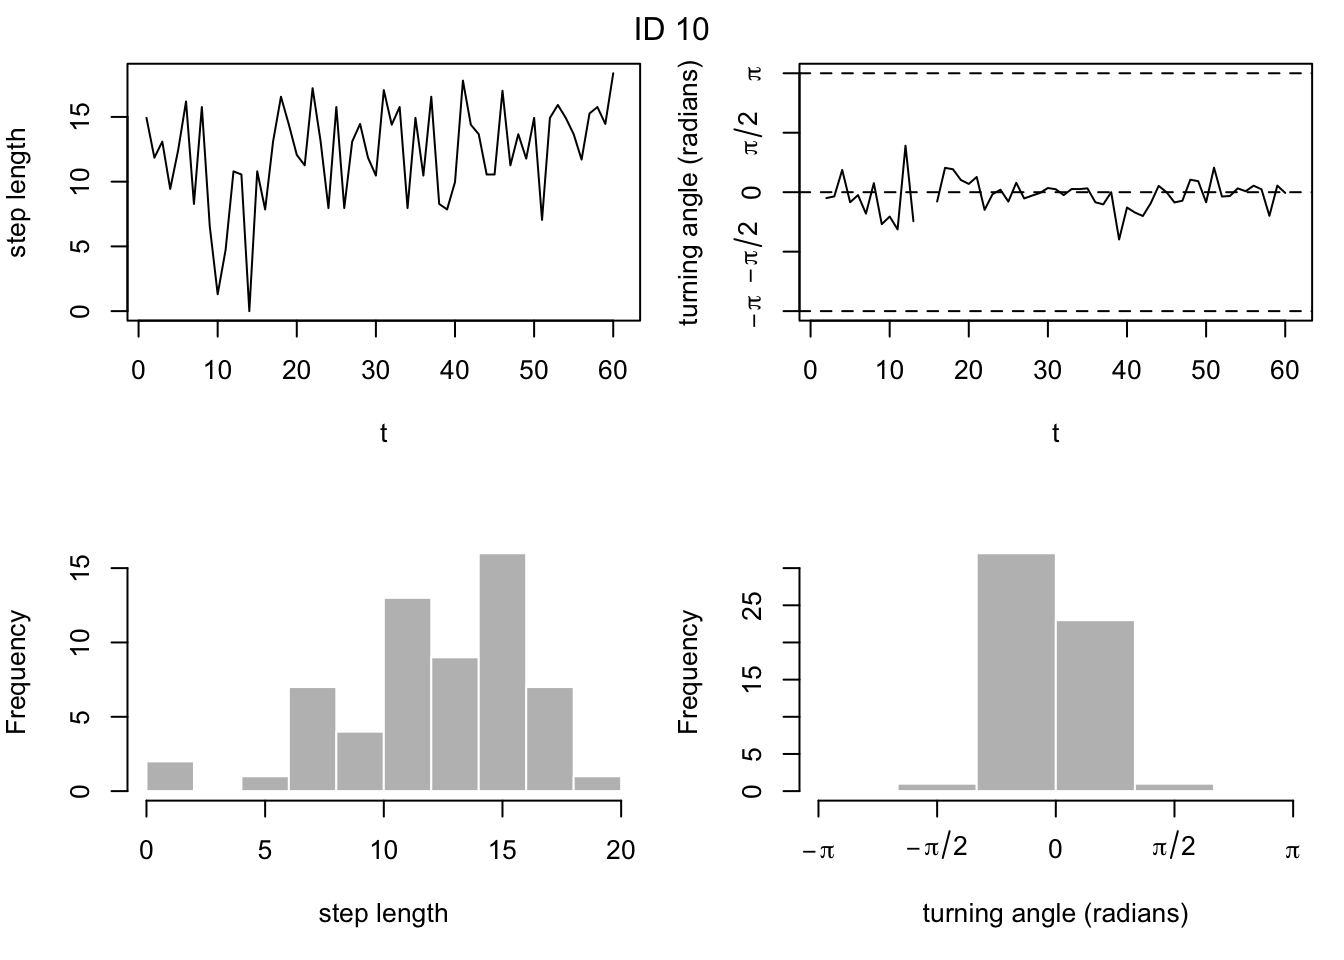 ID 10
step length
15
10
5
0
0 10 20 30 40 50 60
t
turning angle (radians)
π
π/2
0
−π/2
−π
0 10 20 30 40 50 60
t
Frequency
15
10
5
0
0 5 10 15 20
step length
Frequency
25
15
5
0
−π −π/2 0 π/2 π
turning angle (radians)